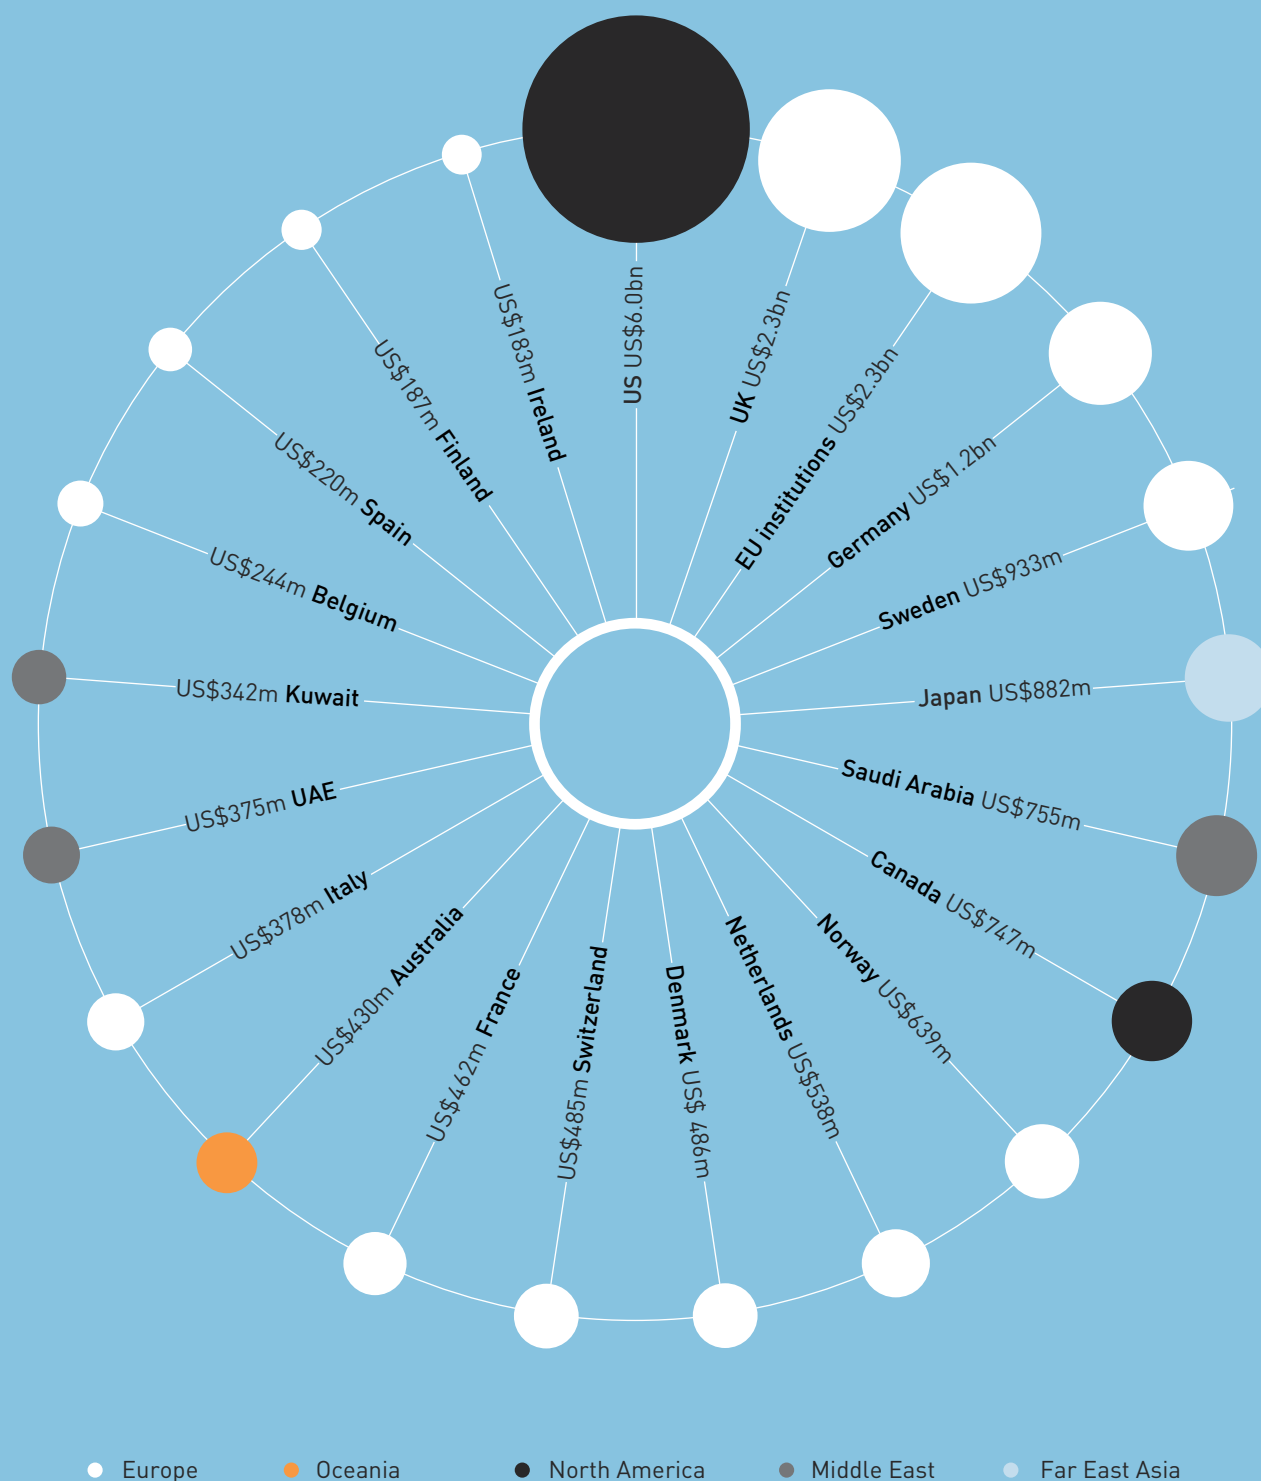 US US$6.0bn
UK US$2.3bn
EU institutions US$2.3bn
Germany US$1.2bn
Sweden US$933m
Japan US$882m
Saudi Arabia US$755m
Canada US$747m
Norway US$639m
Netherlands US$538m
Denmark US$ 486m
US$485m Switzerland
US$462m France
US$430m Australia
US$378m Italy
US$375m UAE
US$342m Kuwait
US$244m Belgium
US$220m Spain
US$187m Finland
US$183m Ireland
Europe Oceania North America Middle East Far East Asia